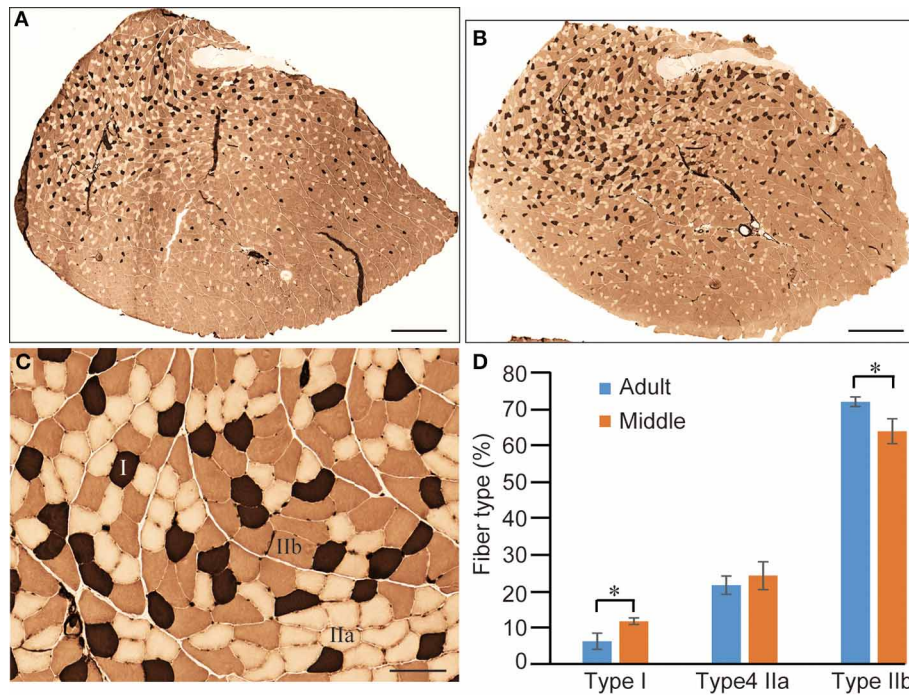 A
B
C
I
IIb
IIa
D
80
70
60
50
40
30
20
10
0
Fiber type (%)
Adult
Middle
*
*
Type I
Type4 IIa
Type IIb